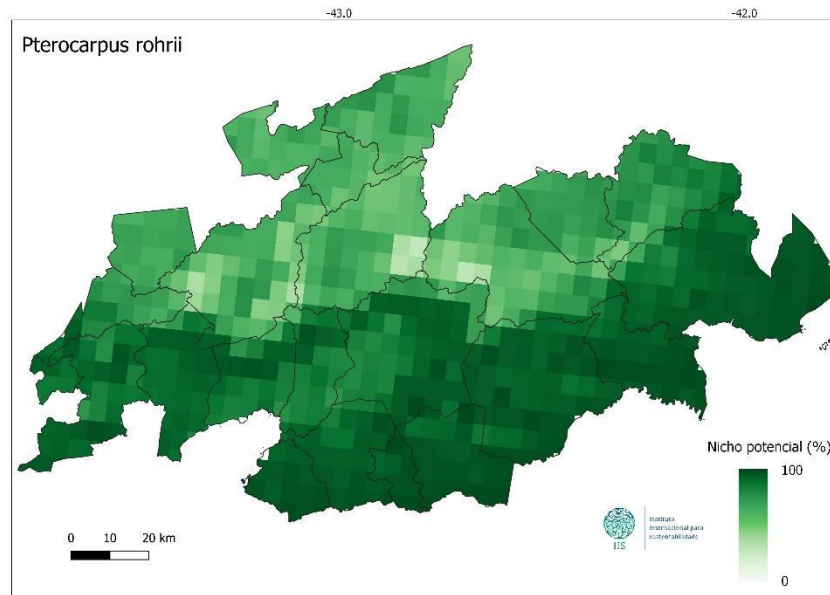 -43.0
-42.0
Pterocarpus rohrii
Nicho potencial (%)
100
0
0 10 20 km
IIS
Instituto
Internacional para
Sustentabilidade